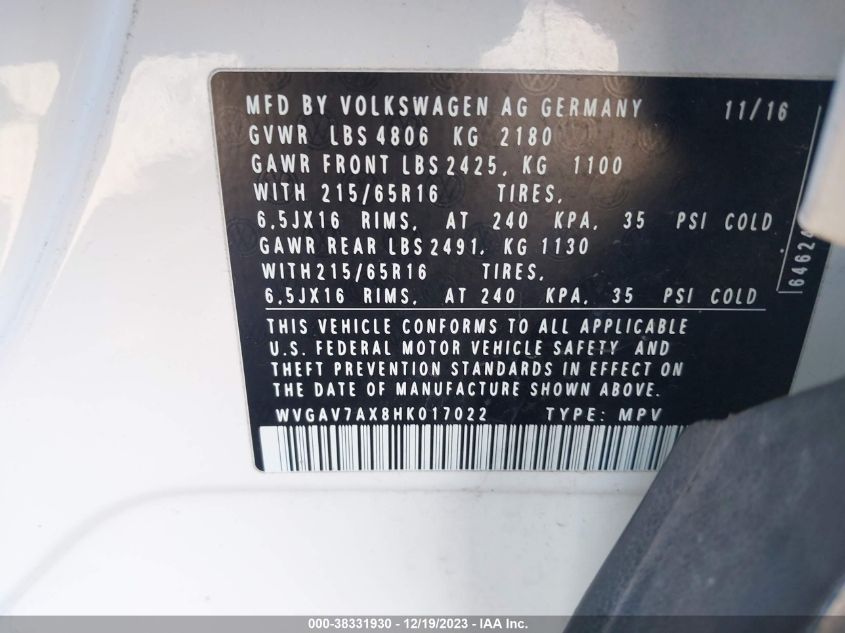 MFD BY VOLKSWAGEN AG GERMANY 11/16
GVWR LBS 4806 KG 2180
GAWR FRONT LBS 2425, KG 1100
WITH 215/65R16 TIRES,
6,5JX16 RIMS, AT 240 KPA, 35 PSI COLD
GAWR REAR LBS 2491, KG 1130
WITH 215/65R16 TIRES,
6,5JX16 RIMS, AT 240 KPA, 35 PSI COLD
THIS VEHICLE CONFORMS TO ALL APPLICABLE
U.S. FEDERAL MOTOR VEHICLE SAFETY AND
THEFT PREVENTION STANDARDS IN EFFECT ON
THE DATE OF MANUFACTURE SHOWN ABOVE.
WVGAV7AX8HK017022 TYPE: MPV
000-38331930 - 12/19/2023 - IAA Inc.